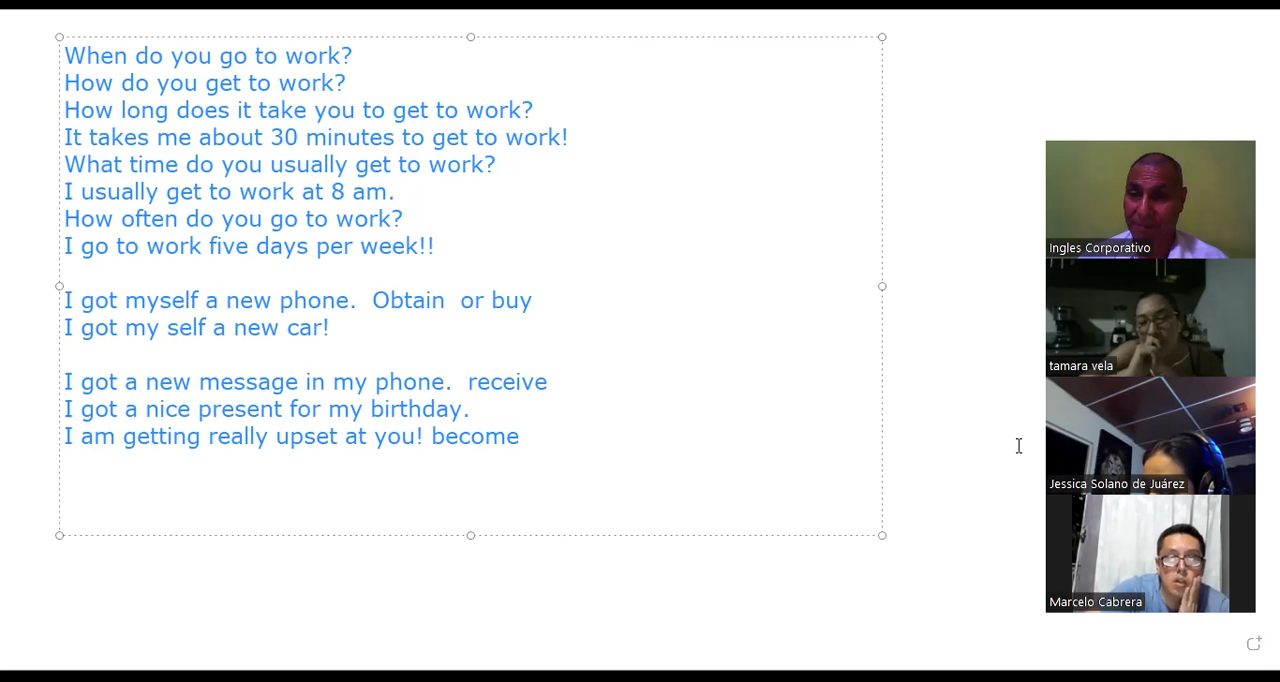 When do you go to work?
How do you get to work?
How long does it take you to get to work?
It takes me about 30 minutes to get to work!
What time do you usually get to work?
I usually get to work at 8 am.
How often do you go to work?
I go to work five days per week!!
I got myself a new phone.  Obtain  or buy
I got my self a new car!
I got a new message in my phone.  receive
I got a nice present for my birthday.
I am getting really upset at you! become
Ingles Corporativo
tamara vela
Jessica Solano de Juárez
Marcelo Cabrera